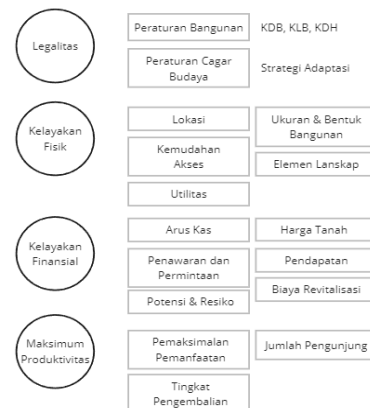 Legalitas
Peraturan Bangunan
KDB, KLB, KDH
Peraturan Cagar
Budaya
Strategi Adaptasi
Kelayakan
Fisik
Lokasi
Ukuran & Bentuk
Bangunan
Kemudahan
Akses
Elemen Lanskap
Utilitas
Kelayakan
Finansial
Arus Kas
Harga Tanah
Penawaran dan
Permintaan
Pendapatan
Potensi & Resiko
Biaya Revitalisasi
Maksimum
Produktivitas
Pemaksimalan
Pemanfaatan
Jumlah Pengunjung
Tingkat
Pengembalian